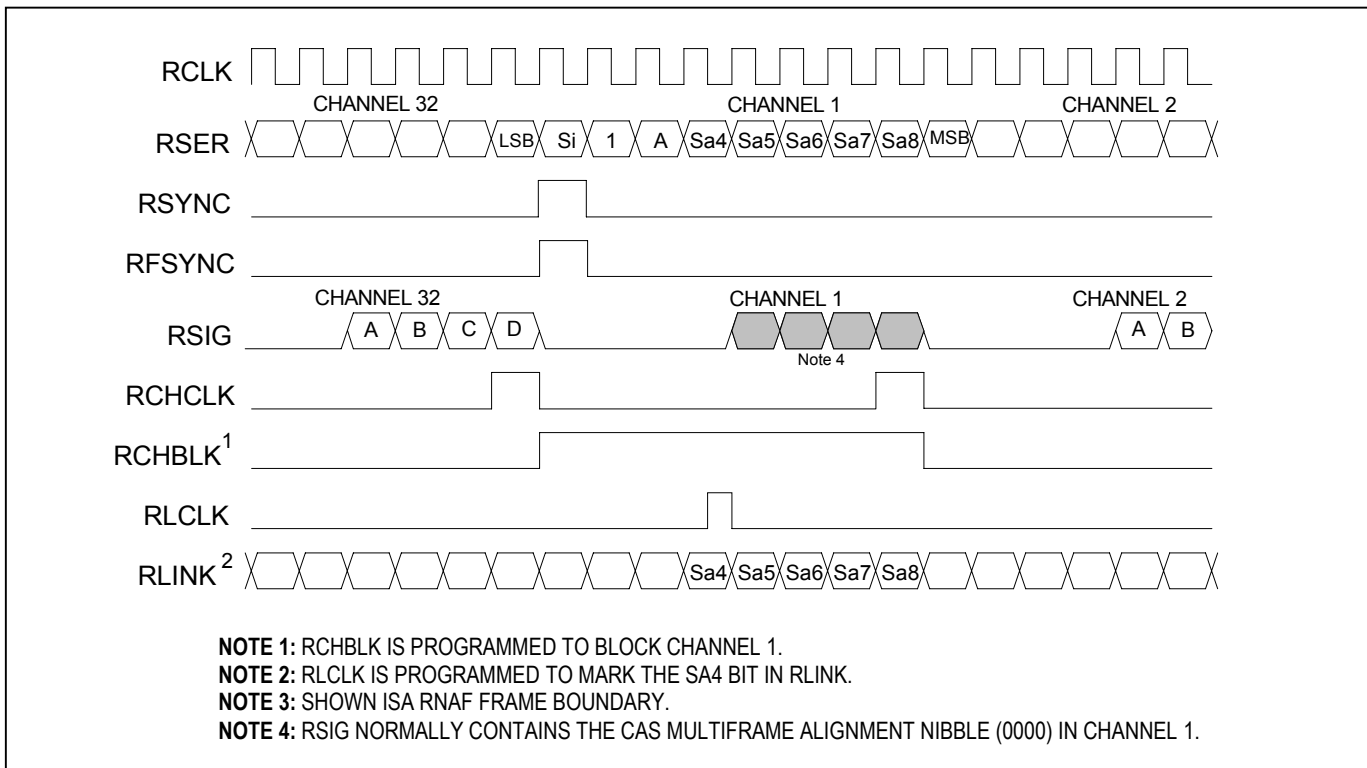 RCLK
CHANNEL 32 CHANNEL 1 CHANNEL 2
RSER LSB Si 1 A Sa4 Sa5 Sa6 Sa7 Sa8 MSB
RSYNC
RFSYNC
CHANNEL 32 CHANNEL 1 CHANNEL 2
RSIG A B C D A B
Note 4
RCHCLK
RCHBLK1
RLCLK
RLINK2 Sa4 Sa5 Sa6 Sa7 Sa8
NOTE 1: RCHBLK IS PROGRAMMED TO BLOCK CHANNEL 1.
NOTE 2: RLCLK IS PROGRAMMED TO MARK THE SA4 BIT IN RLINK.
NOTE 3: SHOWN ISA RNAF FRAME BOUNDARY.
NOTE 4: RSIG NORMALLY CONTAINS THE CAS MULTIFRAME ALIGNMENT NIBBLE (0000) IN CHANNEL 1.